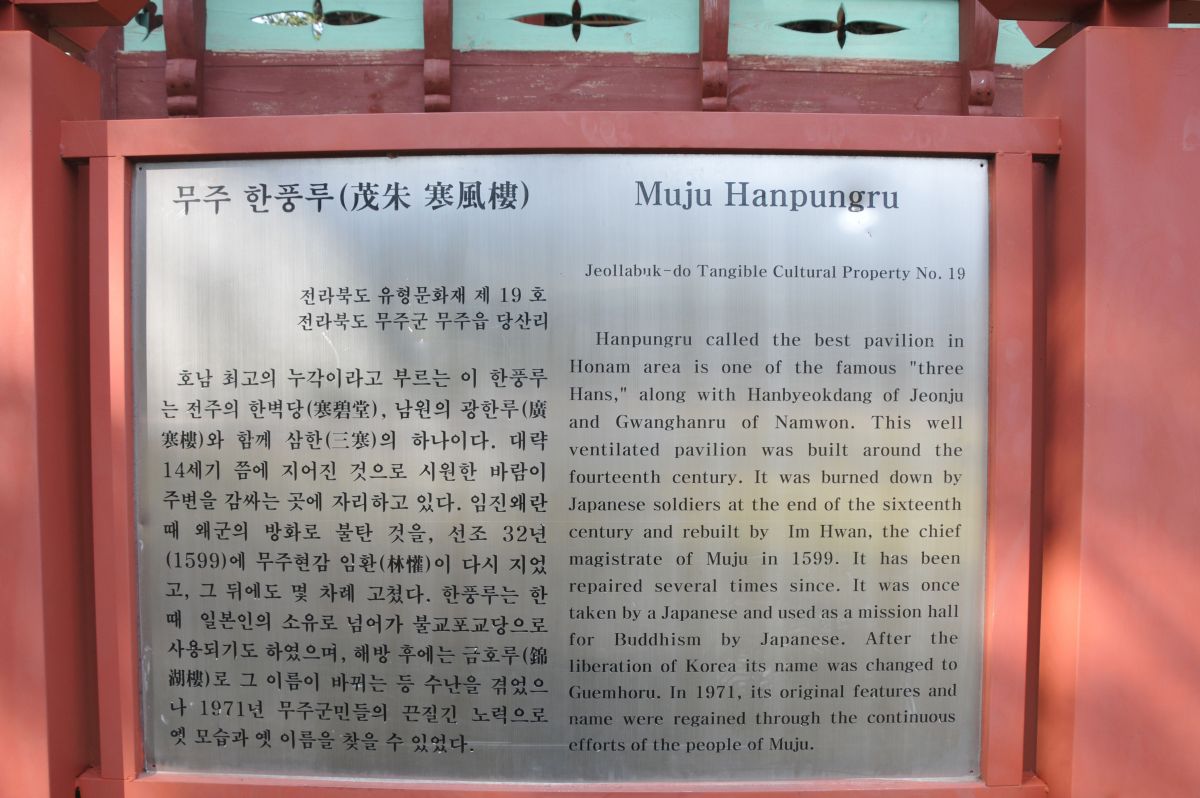 무주 한풍루(茂朱 寒風樓)
전라북도 유형문화재 제 19 호
전라북도 무주군 무주읍 당산리
호남 최고의 누각이라고 부르는 이 한풍루
는 전주의 한벽당(寒碧堂), 남원의 광한루(廣
寒樓)와 함께 삼한(三寒)의 하나이다. 대략
14세기 쯤에 지어진 것으로 시원한 바람이
주변을 감싸는 곳에 자리하고 있다. 임진왜란
때 왜군의 방화로 불탄 것을, 선조 32년
(1599)에 무주현감 임환(林懽)이 다시 지었
고, 그 뒤에도 몇 차례 고쳤다. 한풍루는 한
때 일본인의 소유로 넘어가 불교포교당으로
사용되기도 하였으며, 해방 후에는 금호루(錦
湖樓)로 그 이름이 바뀌는 등 수난을 겪었으
나 1971년 무주군민들의 끈질긴 노력으로
옛 모습과 옛 이름을 찾을 수 있었다.
Muju Hanpungru
Jeollabuk-do Tangible Cultural Property No. 19
Hanpungru called the best pavilion in
Honam area is one of the famous "three
Hans," along with Hanbyeokdang of Jeonju
and Gwanghanru of Namwon. This well
ventilated pavilion was built around the
fourteenth century. It was burned down by
Japanese soldiers at the end of the sixteenth
century and rebuilt by Im Hwan, the chief
magistrate of Muju in 1599. It has been
repaired several times since. It was once
taken by a Japanese and used as a mission hall
for Buddhism by Japanese. After the
liberation of Korea its name was changed to
Guemhoru. In 1971, its original features and
name were regained through the continuous
efforts of the people of Muju.